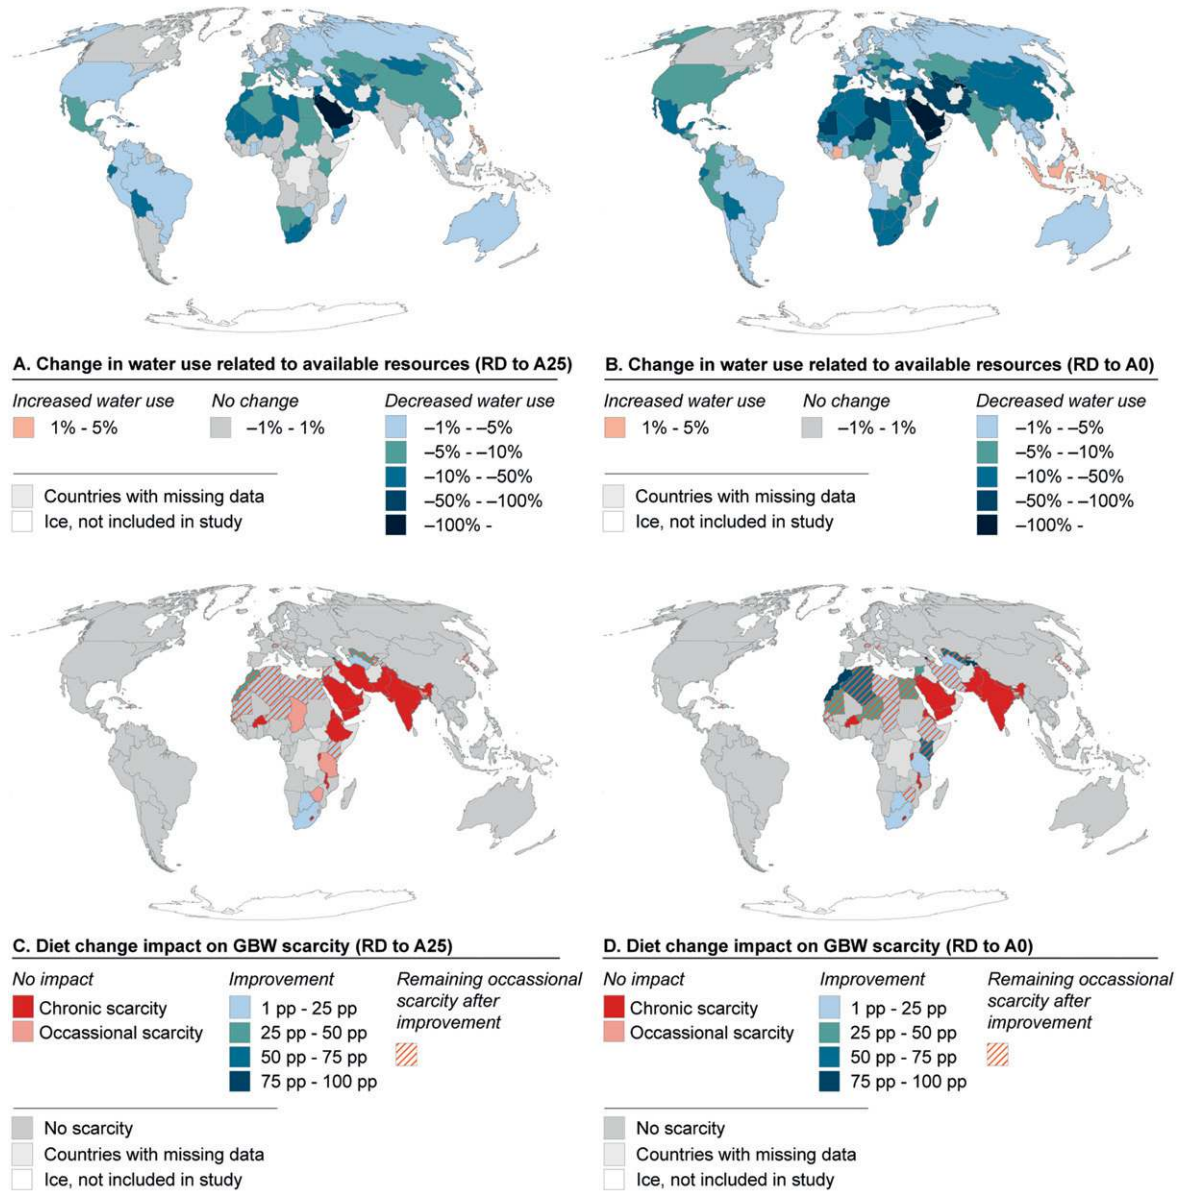 A. Change in water use related to available resources (RD to A25)
Increased water use
1% - 5%
No change
–1% - 1%
Decreased water use
–1% - –5%
–5% - –10%
–10% - –50%
–50% - –100%
–100% -
Countries with missing data
Ice, not included in study
B. Change in water use related to available resources (RD to A0)
Increased water use
1% - 5%
No change
–1% - 1%
Decreased water use
–1% - –5%
–5% - –10%
–10% - –50%
–50% - –100%
–100% -
Countries with missing data
Ice, not included in study
C. Diet change impact on GBW scarcity (RD to A25)
No impact
Chronic scarcity
Occassional scarcity
Improvement
1 pp - 25 pp
25 pp - 50 pp
50 pp - 75 pp
75 pp - 100 pp
Remaining occassional
scarcity after
improvement
No scarcity
Countries with missing data
Ice, not included in study
D. Diet change impact on GBW scarcity (RD to A0)
No impact
Chronic scarcity
Occassional scarcity
Improvement
1 pp - 25 pp
25 pp - 50 pp
50 pp - 75 pp
75 pp - 100 pp
Remaining occassional
scarcity after
improvement
No scarcity
Countries with missing data
Ice, not included in study